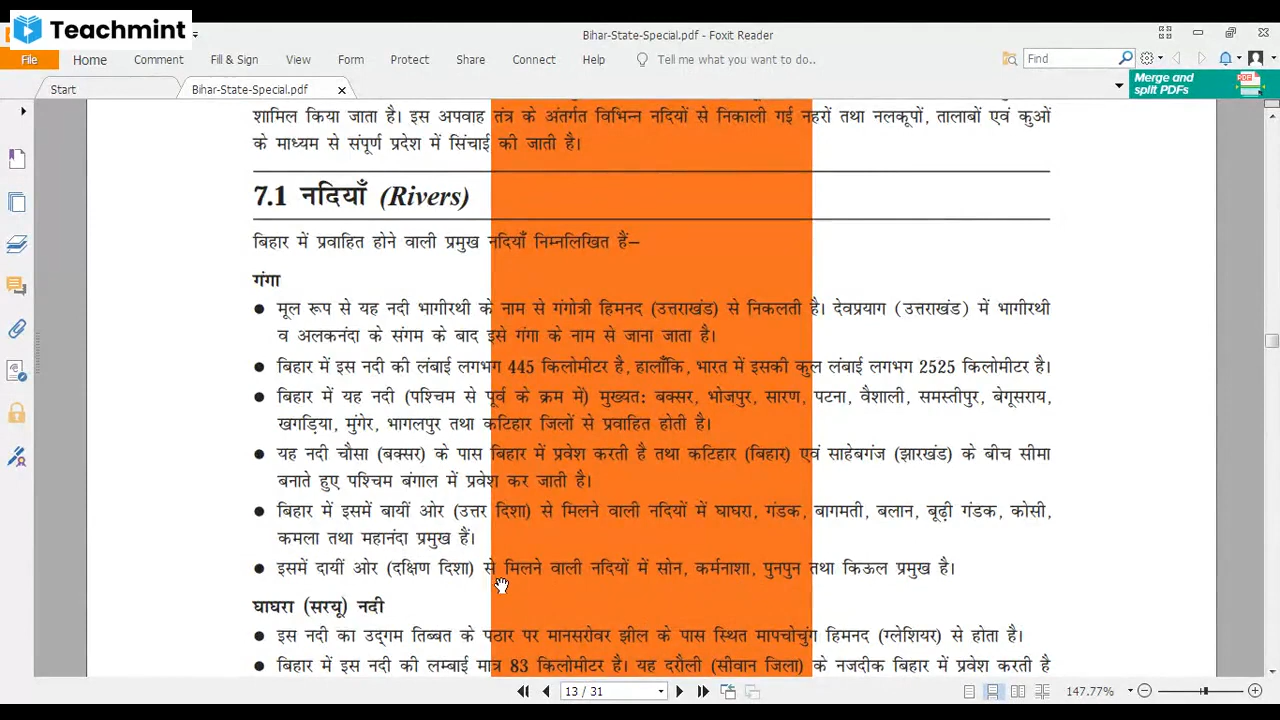 Teachmint
Bihar-State-Special.pdf - Foxit Reader
File Home Comment Fill & Sign View Form Protect Share Connect Help Tell me what you want to do.. Find
Start Bihar-State-Special.pdf
Merge and
split PDFs
शामिल किया जाता है। इस अपवाह तंत्र के अंतर्गत विभिन्न नदियों से निकाली गई नहरों तथा नलकूपों, तालाबों एवं कुओं
के माध्यम से संपूर्ण प्रदेश में सिंचाई की जाती है।
7.1 नदियाँ (Rivers)
बिहार में प्रवाहित होने वाली प्रमुख नदियाँ निम्नलिखित हैं–
गंगा
● मूल रूप से यह नदी भागीरथी के नाम से गंगोत्री हिमनद (उत्तराखंड) से निकलती है। देवप्रयाग (उत्तराखंड) में भागीरथी
व अलकनंदा के संगम के बाद इसे गंगा के नाम से जाना जाता है।
● बिहार में इस नदी की लंबाई लगभग 445 किलोमीटर है, हालाँकि, भारत में इसकी कुल लंबाई लगभग 2525 किलोमीटर है।
● बिहार में यह नदी (पश्चिम से पूर्व के क्रम में) मुख्यतः बक्सर, भोजपुर, सारण, पटना, वैशाली, समस्तीपुर, बेगूसराय,
खगड़िया, मुंगेर, भागलपुर तथा कटिहार जिलों से प्रवाहित होती है।
● यह नदी चौसा (बक्सर) के पास बिहार में प्रवेश करती है तथा कटिहार (बिहार) एवं साहेबगंज (झारखंड) के बीच सीमा
बनाते हुए पश्चिम बंगाल में प्रवेश कर जाती है।
● बिहार में इसमें बायीं ओर (उत्तर दिशा) से मिलने वाली नदियों में घाघरा, गंडक, बागमती, बलान, बूढ़ी गंडक, कोसी,
कमला तथा महानंदा प्रमुख हैं।
● इसमें दायीं ओर (दक्षिण दिशा) से मिलने वाली नदियों में सोन, कर्मनाशा, पुनपुन तथा किऊल प्रमुख है।
घाघरा (सरयू) नदी
● इस नदी का उद्गम तिब्बत के पठार पर मानसरोवर झील के पास स्थित मापचोचुंग हिमनद (ग्लेशियर) से होता है।
● बिहार में इस नदी की लम्बाई मात्र 83 किलोमीटर है। यह दरौली (सीवान जिला) के नजदीक बिहार में प्रवेश करती है
13 / 31 147.77%